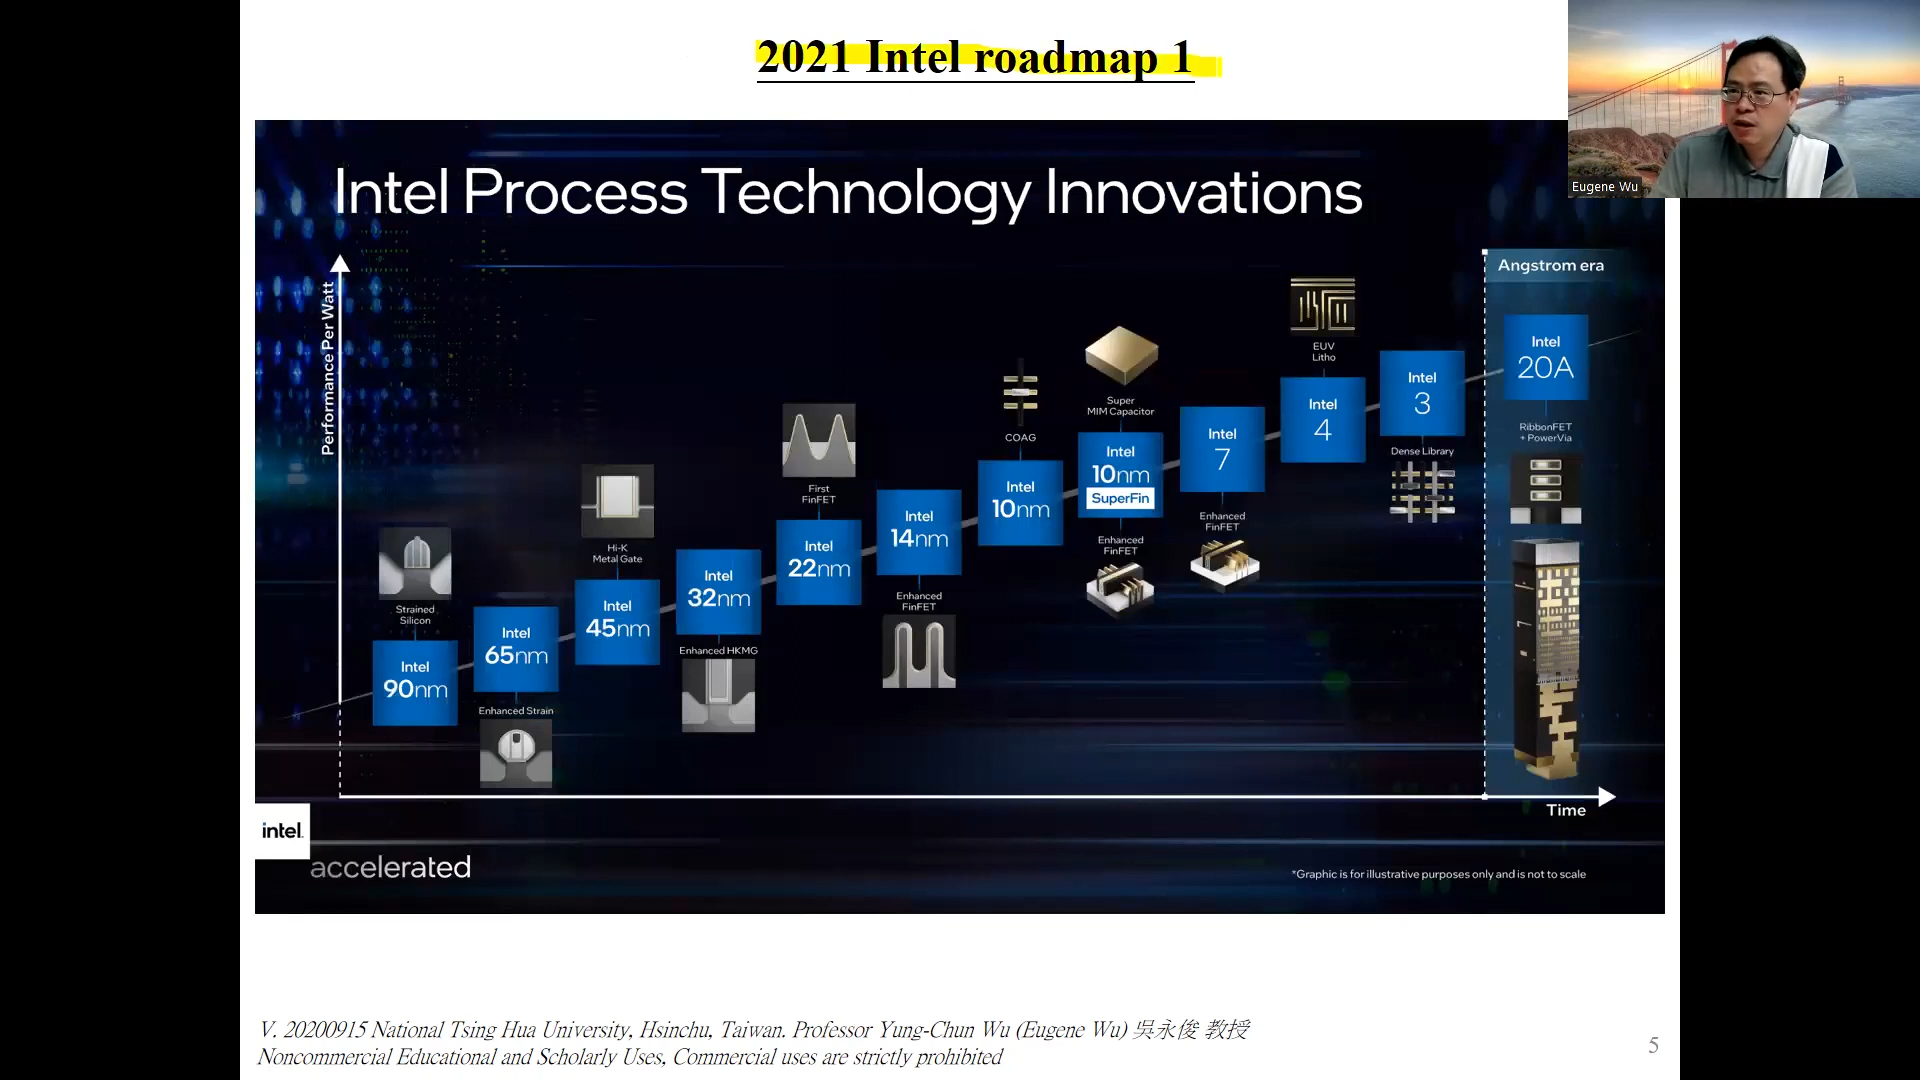 2021 Intel roadmap 1
Eugene Wu
Intel Process Technology Innovations
Performance Per Watt
Angstrom era
Strained
Silicon
Intel
90nm
Intel
65nm
Enhanced Strain
Hi-K
Metal Gate
Intel
45nm
Intel
32nm
Enhanced HKMG
First
FinFET
Intel
22nm
Intel
14nm
Enhanced
FinFET
COAG
Intel
10nm
Super
MIM Capacitor
Intel
10nm
SuperFin
Enhanced
FinFET
Intel
7
Enhanced
FinFET
EUV
Litho
Intel
4
Intel
3
Dense Library
Intel
20A
RibbonFET
+ PowerVia
Time
intel.
accelerated
*Graphic is for illustrative purposes only and is not to scale
V. 20200915 National Tsing Hua University, Hsinchu, Taiwan. Professor Yung-Chun Wu (Eugene Wu) 吳永俊 教授
Noncommercial Educational and Scholarly Uses, Commercial uses are strictly prohibited
5